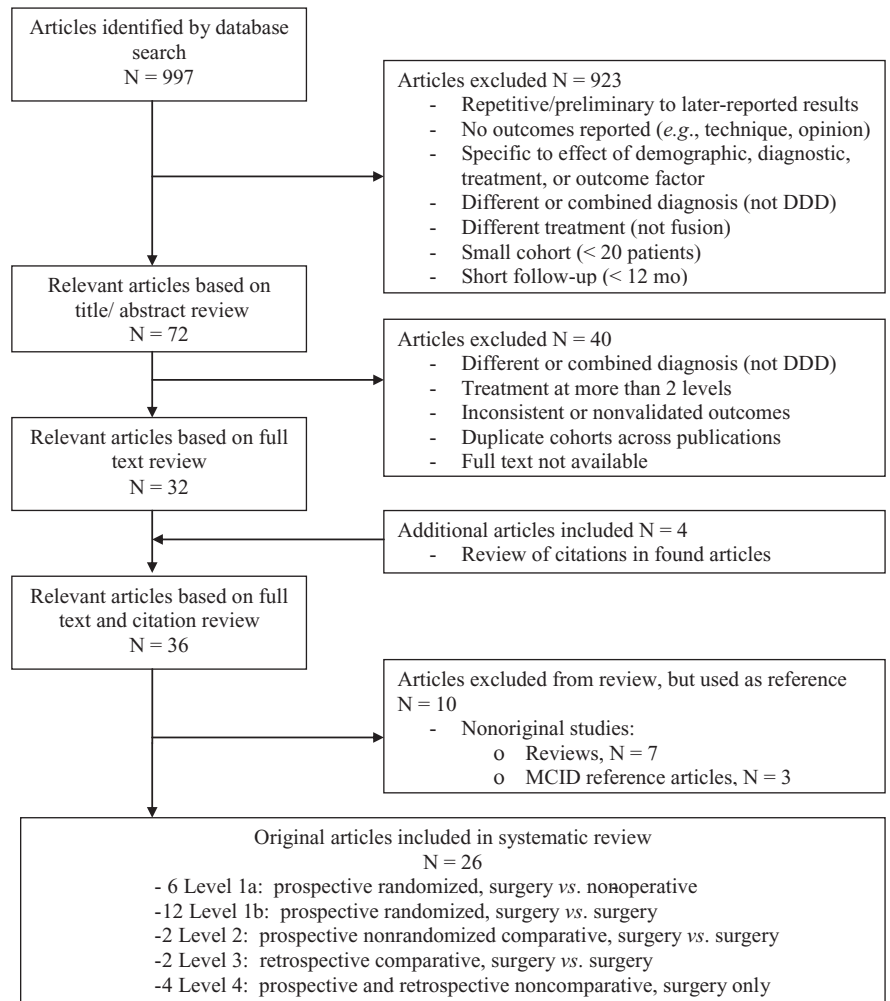 Articles identified by database
search
N = 997
Articles excluded N = 923
- Repetitive/preliminary to later-reported results
- No outcomes reported (e.g., technique, opinion)
- Specific to effect of demographic, diagnostic,
treatment, or outcome factor
- Different or combined diagnosis (not DDD)
- Different treatment (not fusion)
- Small cohort (< 20 patients)
- Short follow-up (< 12 mo)
Relevant articles based on
title/ abstract review
N = 72
Articles excluded N = 40
- Different or combined diagnosis (not DDD)
- Treatment at more than 2 levels
- Inconsistent or nonvalidated outcomes
- Duplicate cohorts across publications
- Full text not available
Relevant articles based on full
text review
N = 32
Additional articles included N = 4
- Review of citations in found articles
Relevant articles based on full
text and citation review
N = 36
Articles excluded from review, but used as reference
N = 10
- Nonoriginal studies:
o Reviews, N = 7
o MCID reference articles, N = 3
Original articles included in systematic review
N = 26
- 6 Level 1a: prospective randomized, surgery vs. nonoperative
-12 Level 1b: prospective randomized, surgery vs. surgery
-2 Level 2: prospective nonrandomized comparative, surgery vs. surgery
-2 Level 3: retrospective comparative, surgery vs. surgery
-4 Level 4: prospective and retrospective noncomparative, surgery only